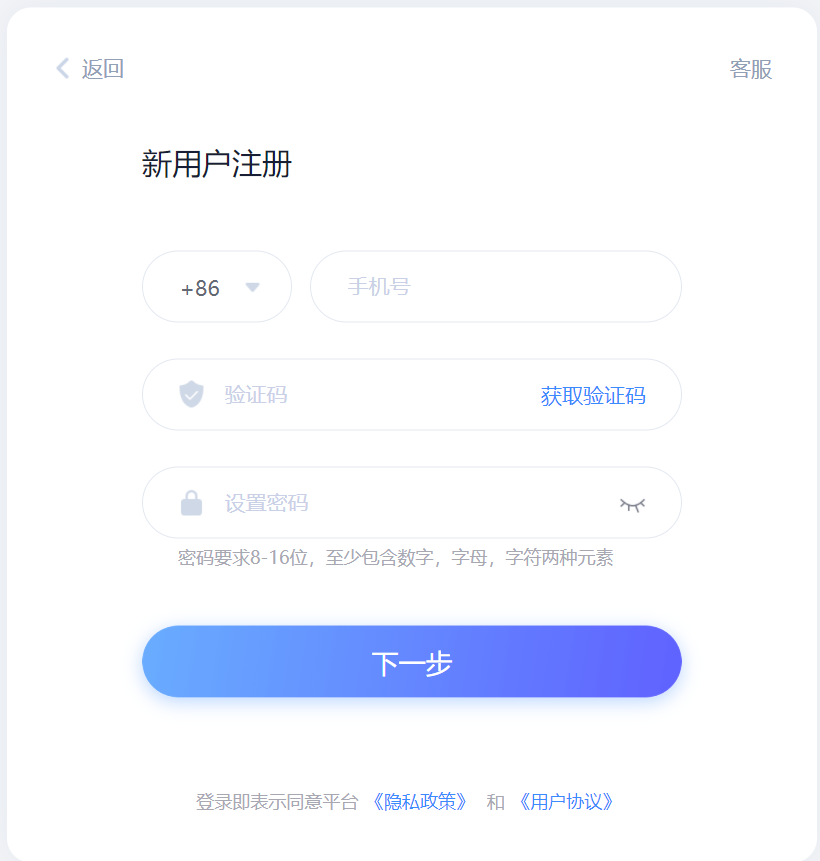 返回 客服
新用户注册
+86 手机号
验证码 获取验证码
设置密码
密码要求8-16位，至少包含数字，字母，字符两种元素
下一步
登录即表示同意平台 《隐私政策》 和 《用户协议》